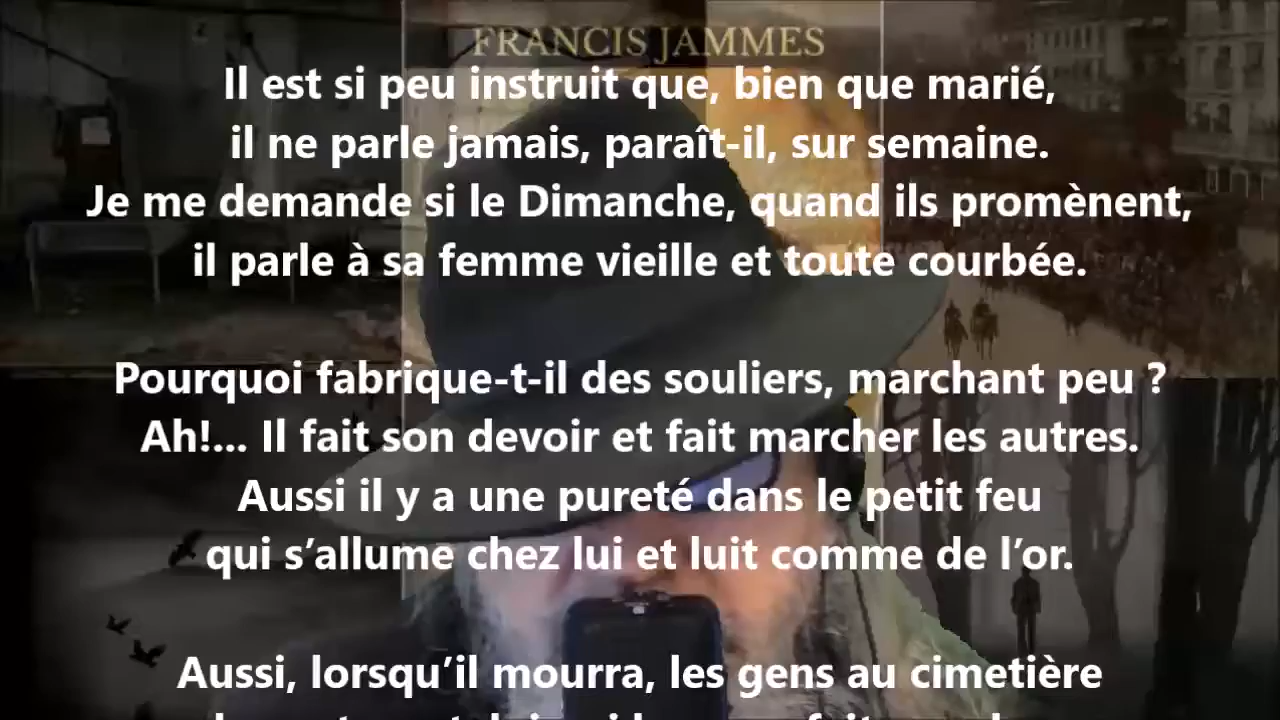 FRANCIS JAMMES
Il est si peu instruit que, bien que marié,
il ne parle jamais, paraît-il, sur semaine.
Je me demande si le Dimanche, quand ils promènent,
il parle à sa femme vieille et toute courbée.
Pourquoi fabrique-t-il des souliers, marchant peu ?
Ah!... Il fait son devoir et fait marcher les autres.
Aussi il y a une pureté dans le petit feu
qui s’allume chez lui et luit comme de l’or.
Aussi, lorsqu’il mourra, les gens au cimetière